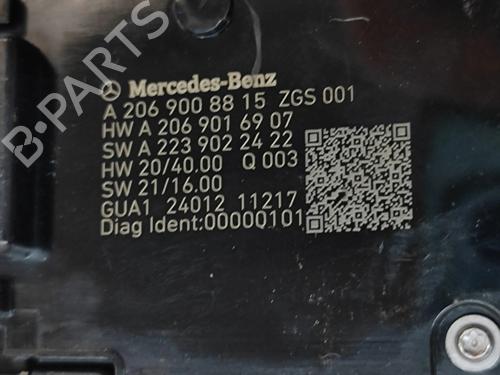 Mercedes-Benz
A 206 900 88 15 ZGS 001
HW A 206 901 69 07
SW A 223 902 24 22
HW 20/40.00 Q 003
SW 21/16.00
GUA1 24012 11217
Diag Ident:00000101
B-PARTS